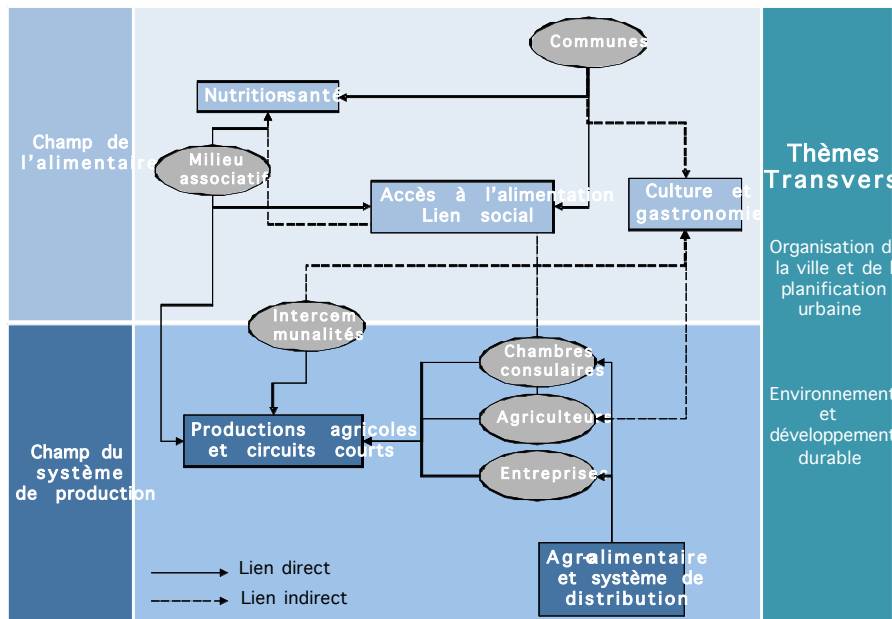 Communes
Nutrition-santé
Champ de
l'alimentaire
Milieu
associatif
Accès à l'alimentation
Lien social
Culture et
gastronomie
Thèmes
Transvers
Organisation d
la ville et de l
planification
urbaine
Intercem
munalités
Chambres
consulaires
Agriculteurs
Productions agricoles
et circuits courts
Entreprises
Champ du
système
de production
Environnement
et
développement
durable
Agro-alimentaire
et système de
distribution
Lien direct
Lien indirect